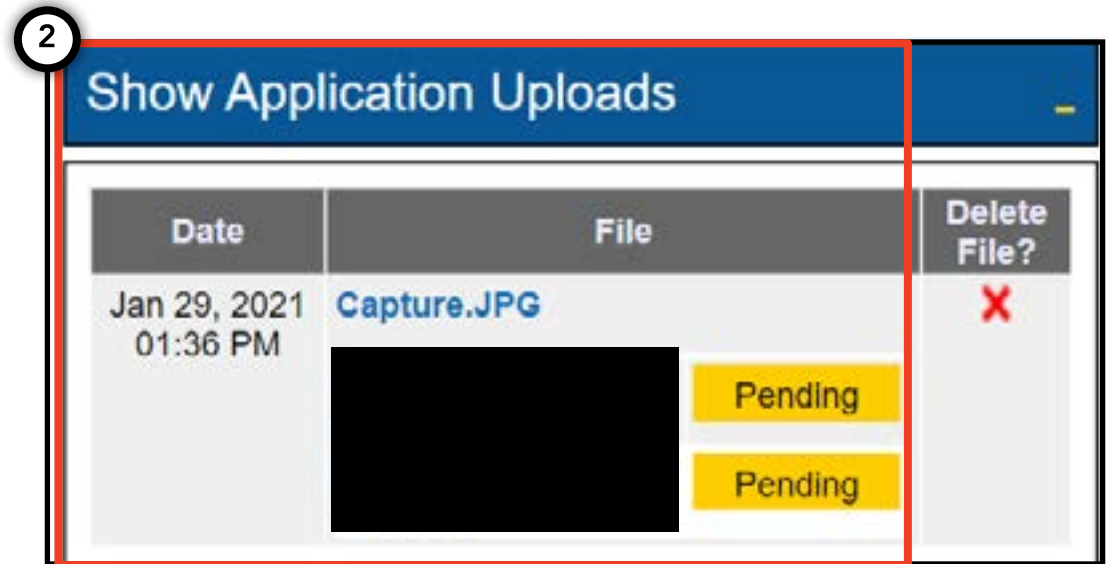 2
Show Application Uploads
Date
File
Delete
File?
Jan 29, 2021
01:36 PM
Capture.JPG
Pending
Pending